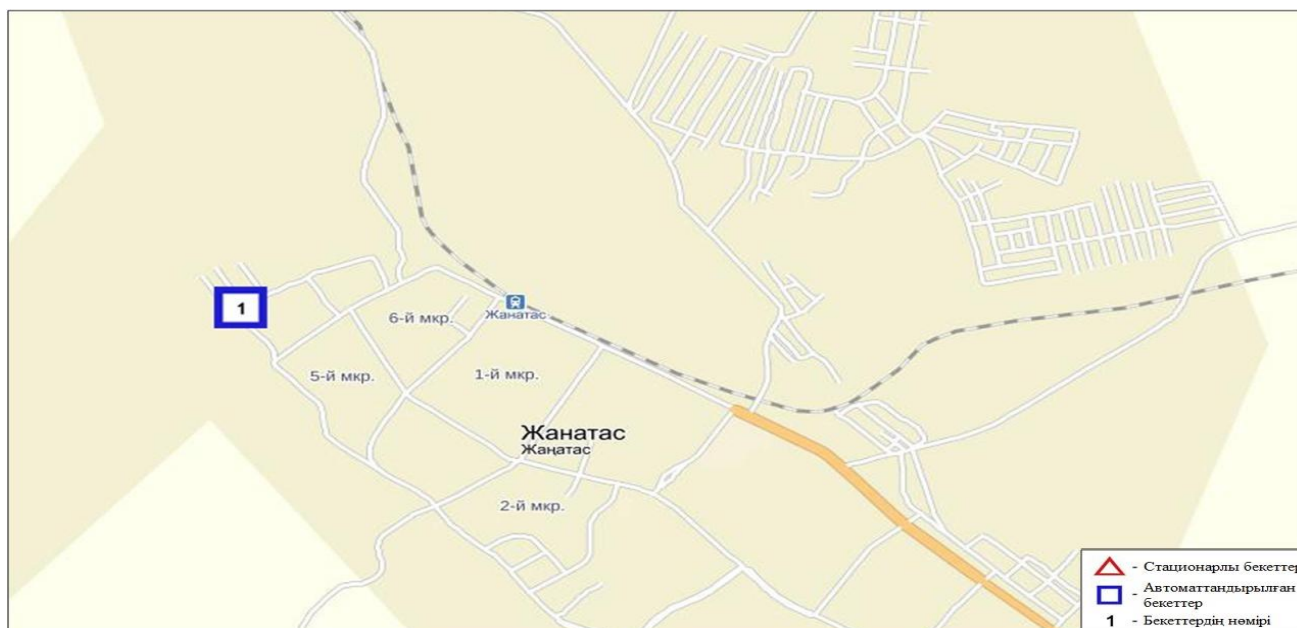 1
6-й мкр.
Жанатас
5-й мкр.
1-й мкр.
Жанатас
Жаңатас
2-й мкр.
- Стационарлы бекеттер
- Автоматтандырылған
бекеттер
1 - Бекеттердің нөмірі